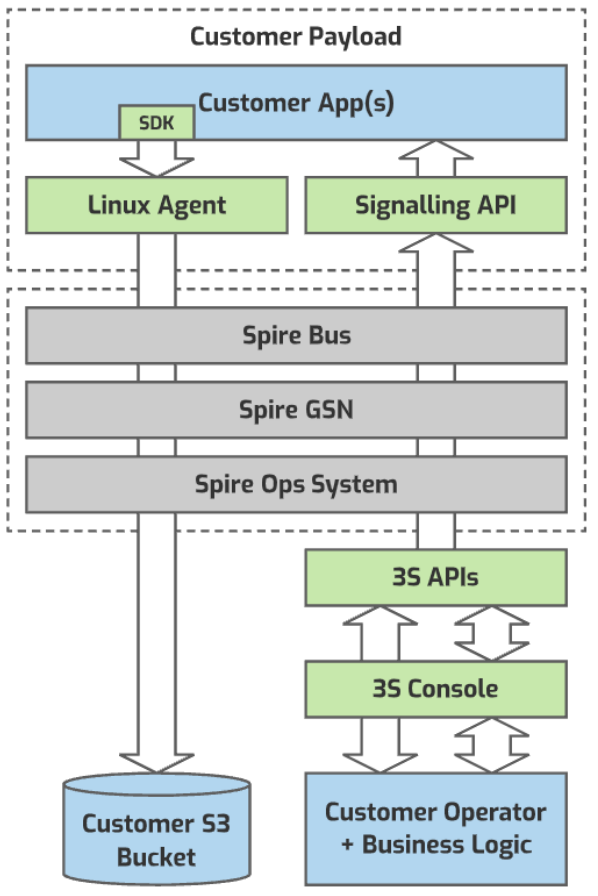 Customer Payload
Customer App(s)
SDK
Linux Agent
Signalling API
Spire Bus
Spire GSN
Spire Ops System
3S APIs
3S Console
Customer S3
Bucket
Customer Operator
+ Business Logic